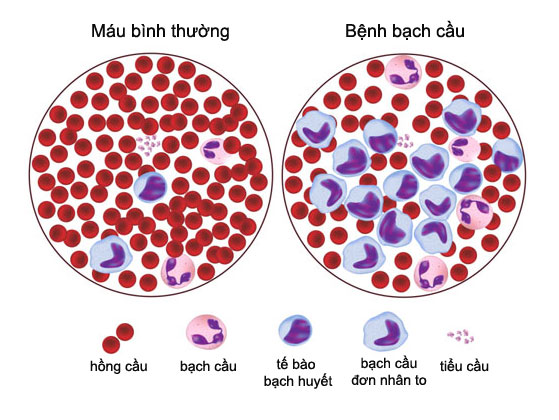 Máu bình thường
Bệnh bạch cầu
hồng cầu
bạch cầu
tế bào
bạch huyết
bạch cầu
đơn nhân to
tiểu cầu